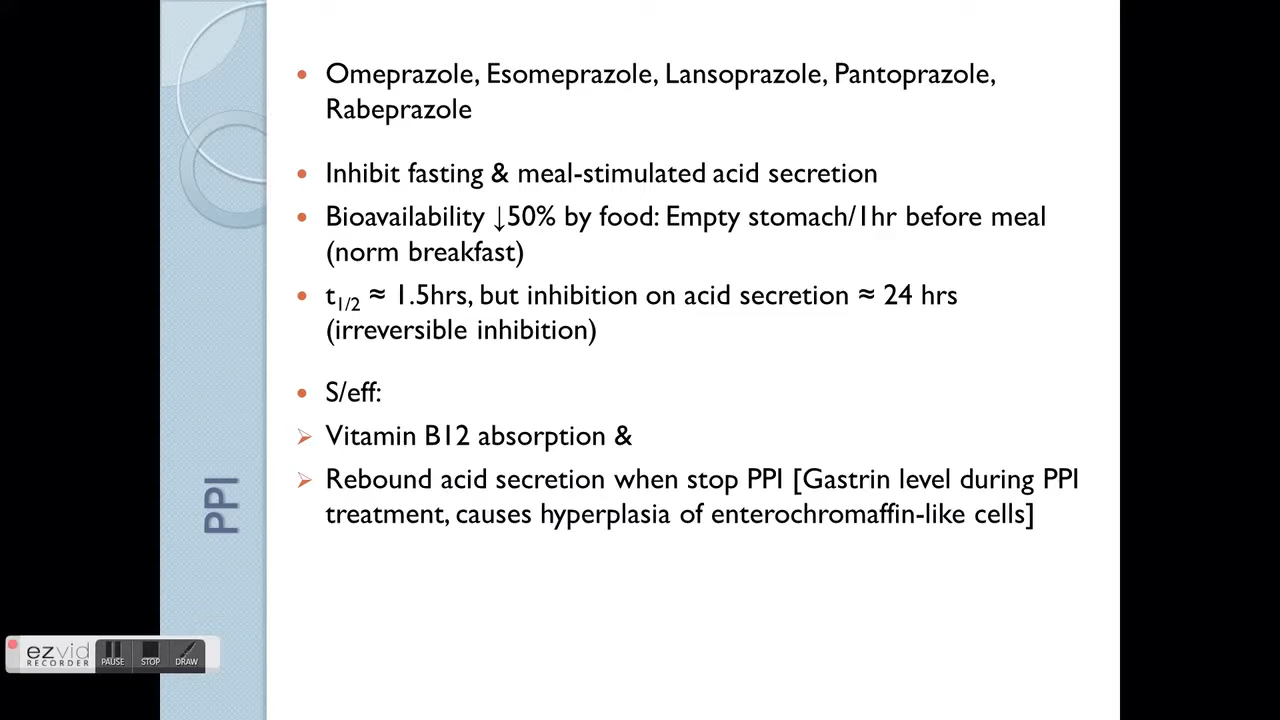 Omeprazole, Esomeprazole, Lansoprazole, Pantoprazole,
Rabeprazole
Inhibit fasting & meal-stimulated acid secretion
Bioavailability ↓50% by food: Empty stomach/1hr before meal
(norm breakfast)
t1/2 ≈ 1.5hrs, but inhibition on acid secretion ≈ 24 hrs
(irreversible inhibition)
S/eff:
Vitamin B12 absorption &
Rebound acid secretion when stop PPI [Gastrin level during PPI
treatment, causes hyperplasia of enterochromaffin-like cells]
PPI
ezvid
RECORDER
PAUSE
STOP
DRAW